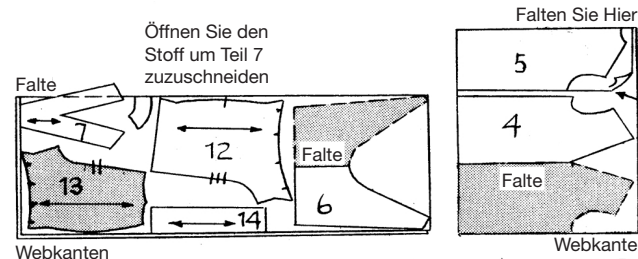 Öffnen Sie den
Stoff um Teil 7
zuzuschneiden
Falte
7
12
13
14
Falte
6
Webkanten
Falten Sie Hier
5
4
Falte
Webkante